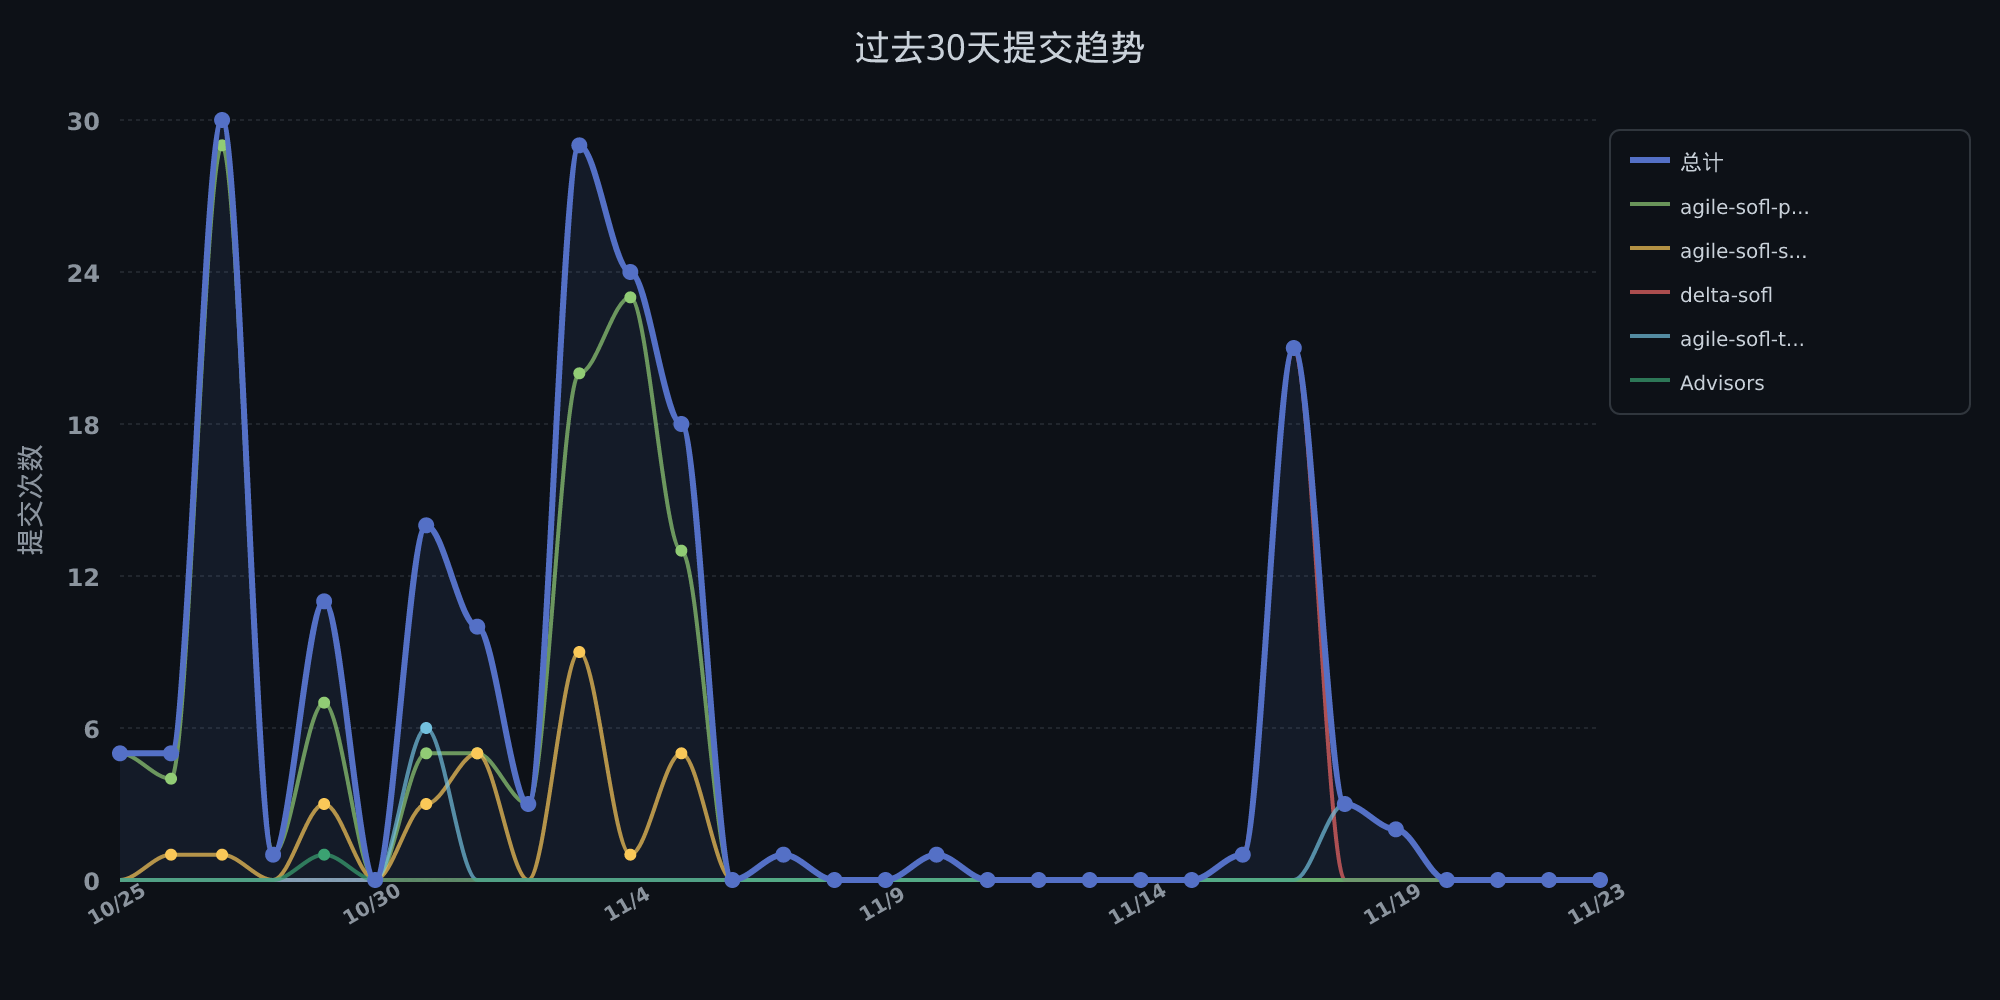 过去30天提交趋势
提交次数
30
24
18
12
6
0
10/25
10/30
11/4
11/9
11/14
11/19
11/23
总计
agile-sofl-p...
agile-sofl-s...
delta-sofl
agile-sofl-t...
Advisors